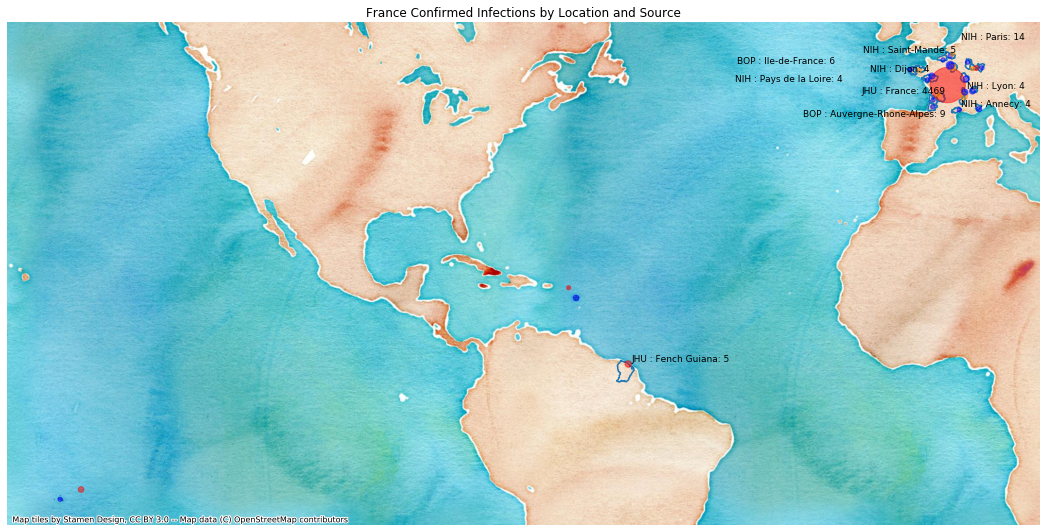 France Confirmed Infections by Location and Source
NIH : Paris: 14
NIH : Saint-Mande: 5
BOP : Ile-de-France: 6
NIH : Dijon: 4
NIH : Pays de la Loire: 4
NIH : Lyon: 4
JHU : France: 4469
NIH : Annecy: 4
BOP : Auvergne-Rhône-Alpes: 9
JHU : Fench Guiana: 5
Map tiles by Stamen Design, CC BY 3.0 -- Map data (C) OpenStreetMap contributors